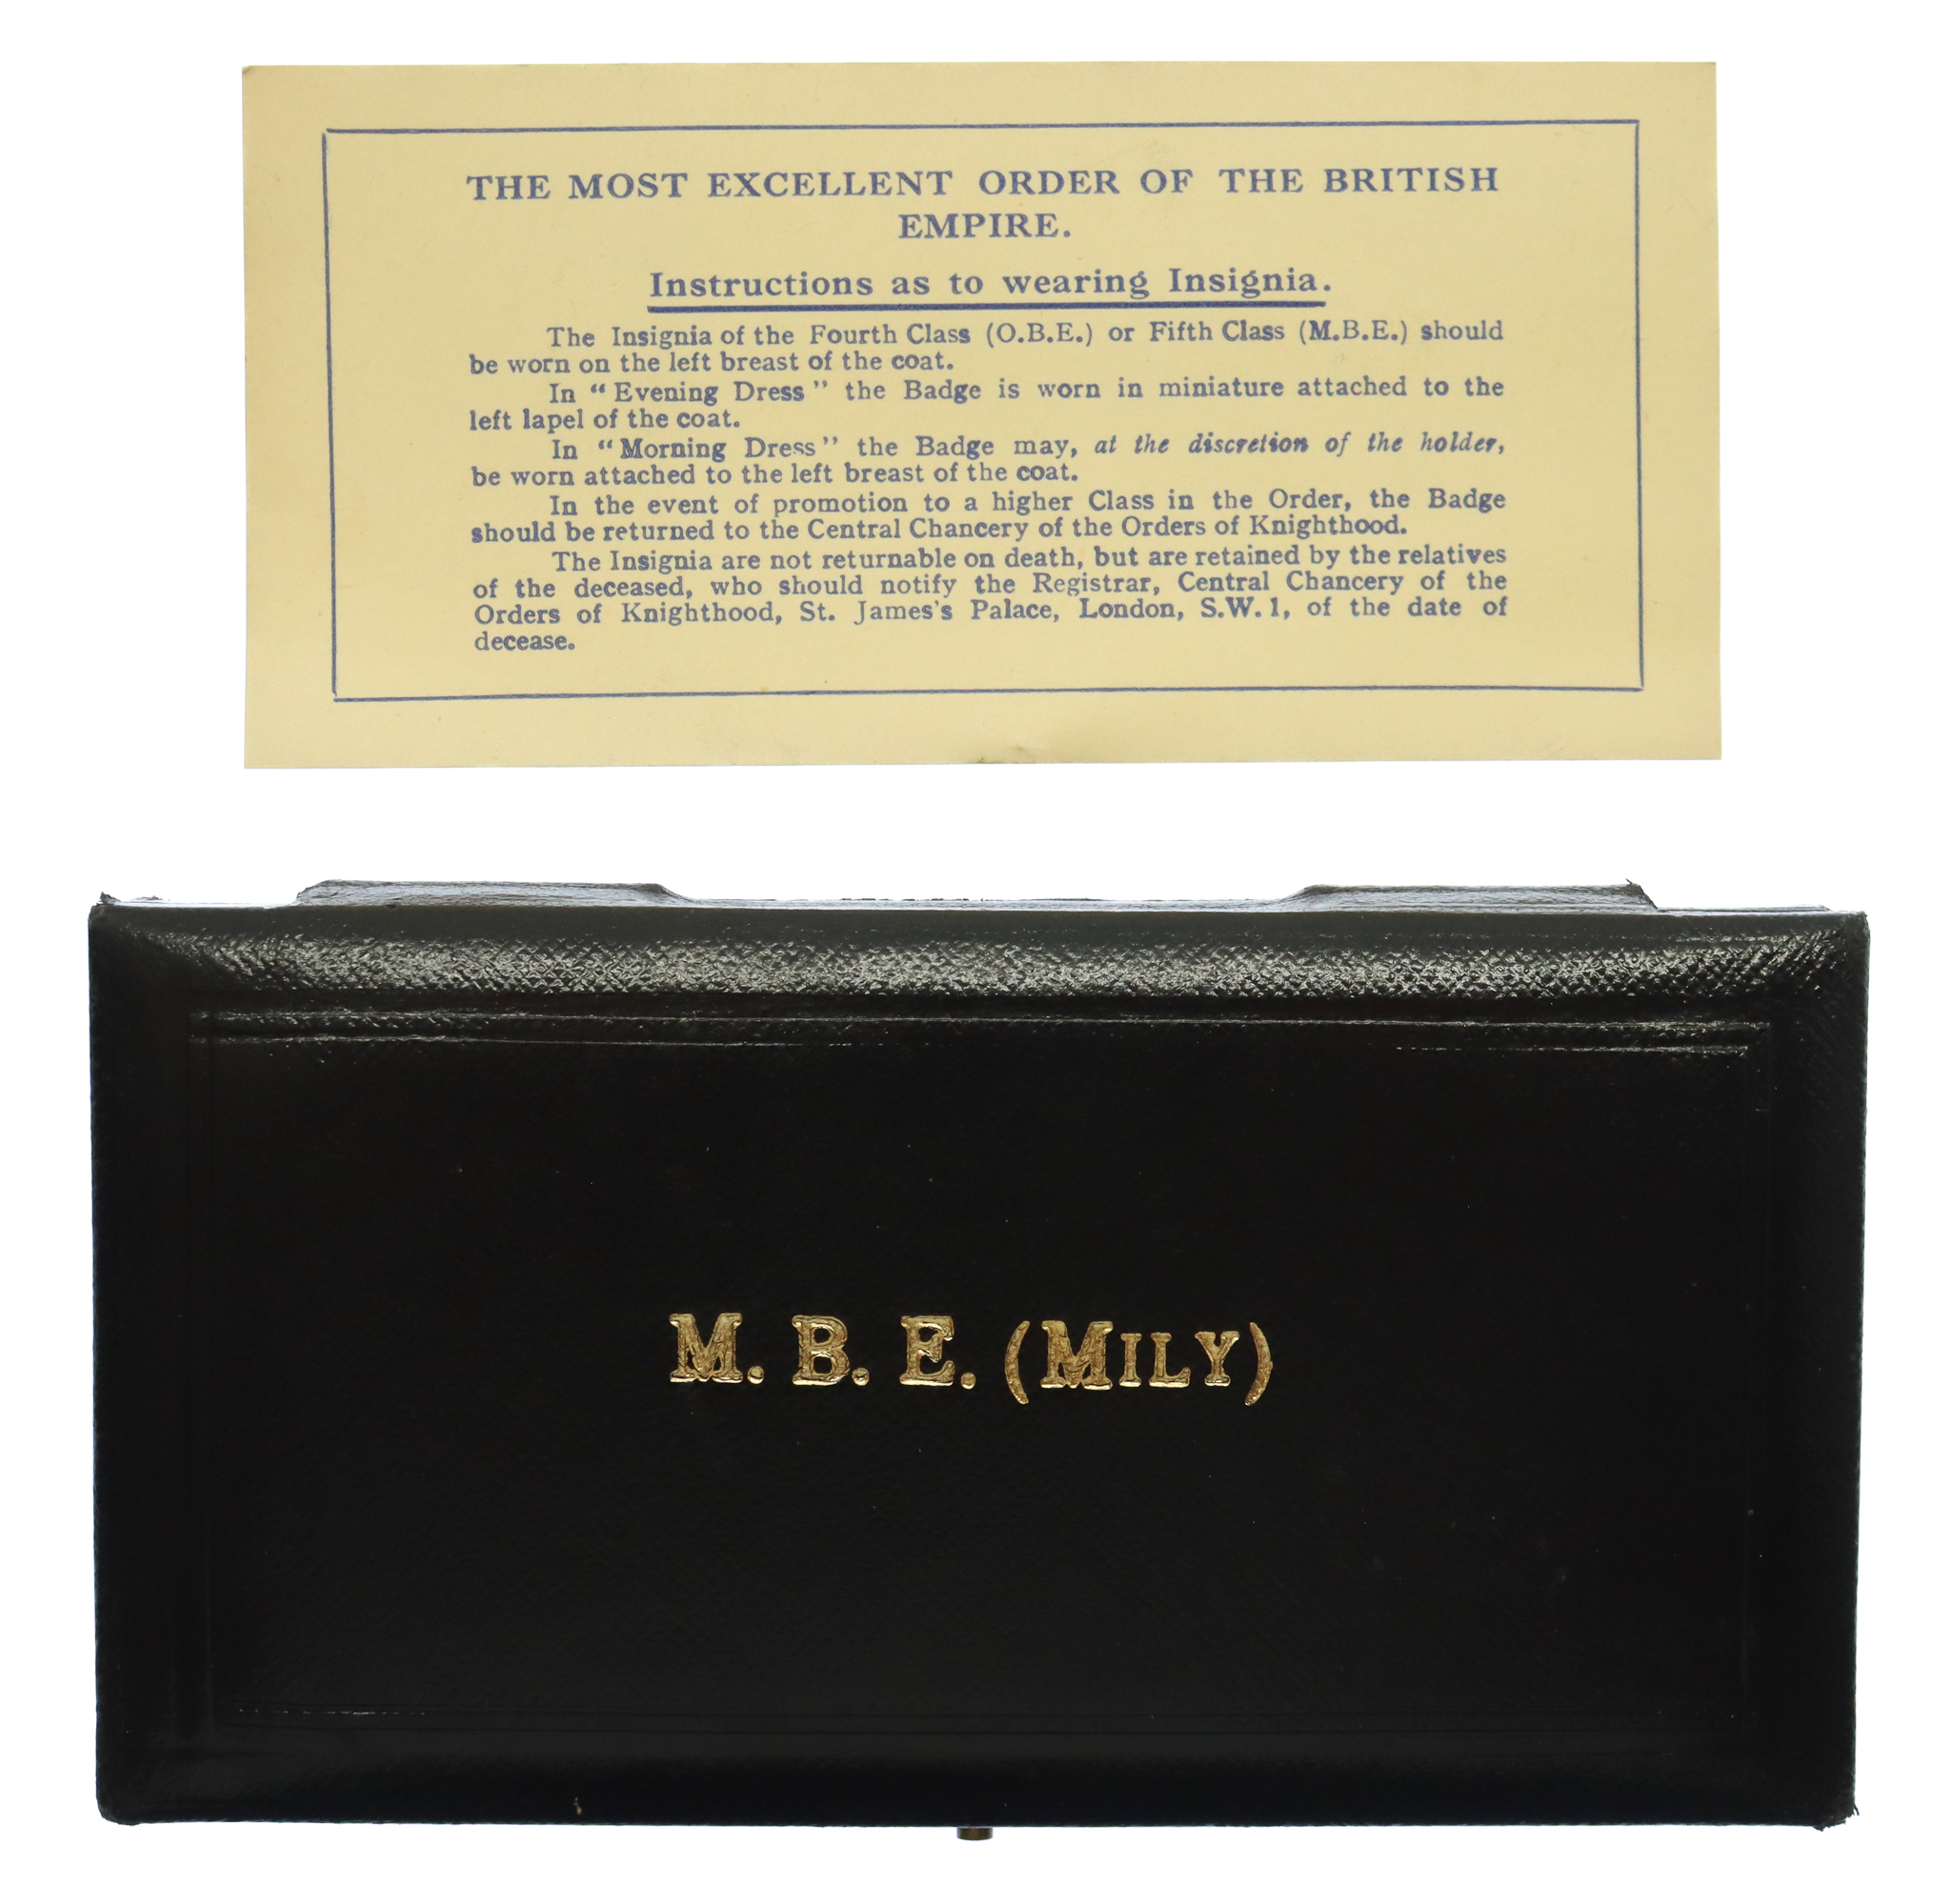 THE MOST EXCELLENT ORDER OF THE BRITISH
EMPIRE.
Instructions as to wearing Insignia.
The Insignia of the Fourth Class (O.B.E.) or Fifth Class (M.B.E.) should
be worn on the left breast of the coat.
In “Evening Dress” the Badge is worn in miniature attached to the
left lapel of the coat.
In “Morning Dress” the Badge may, at the discretion of the holder,
be worn attached to the left breast of the coat.
In the event of promotion to a higher Class in the Order, the Badge
should be returned to the Central Chancery of the Orders of Knighthood.
The Insignia are not returnable on death, but are retained by the relatives
of the deceased, who should notify the Registrar, Central Chancery of the
Orders of Knighthood, St. James's Palace, London, S.W. 1, of the date of
decease.
M. B. E. (MILY)